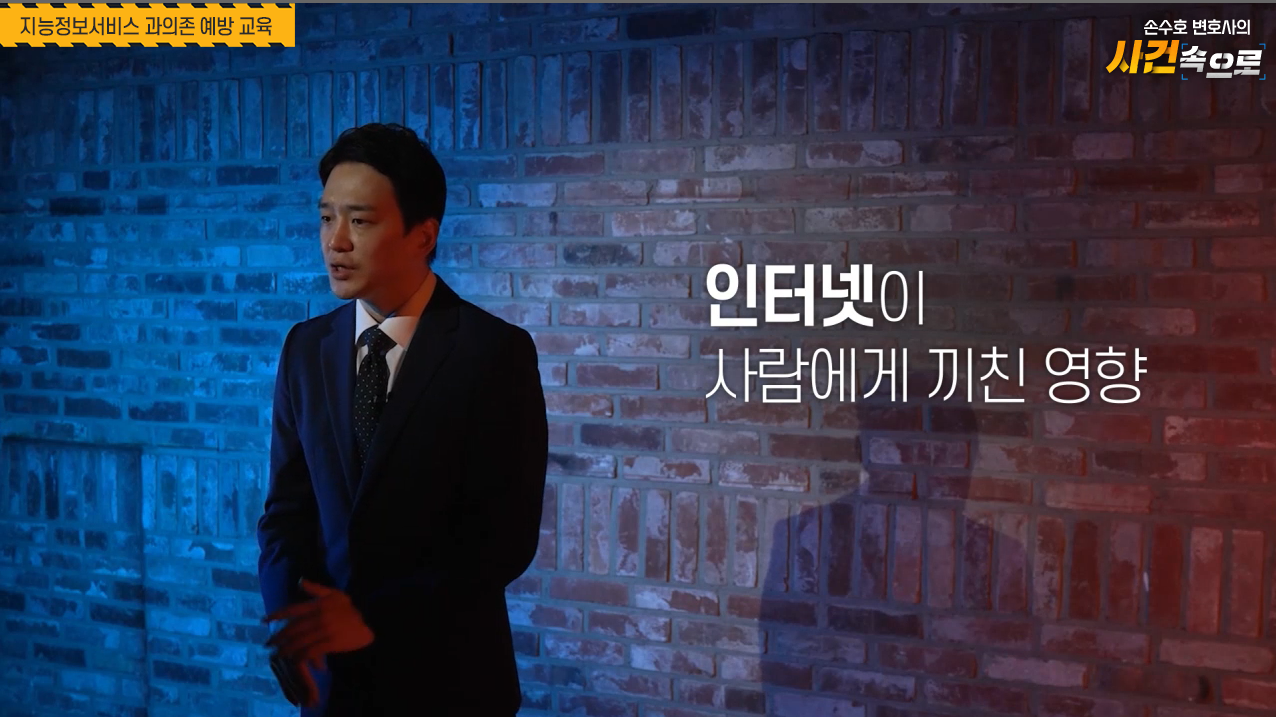 지능정보서비스 과의존 예방 교육
손수호 변호사의
사건속으로
인터넷이
사람에게 끼친 영향